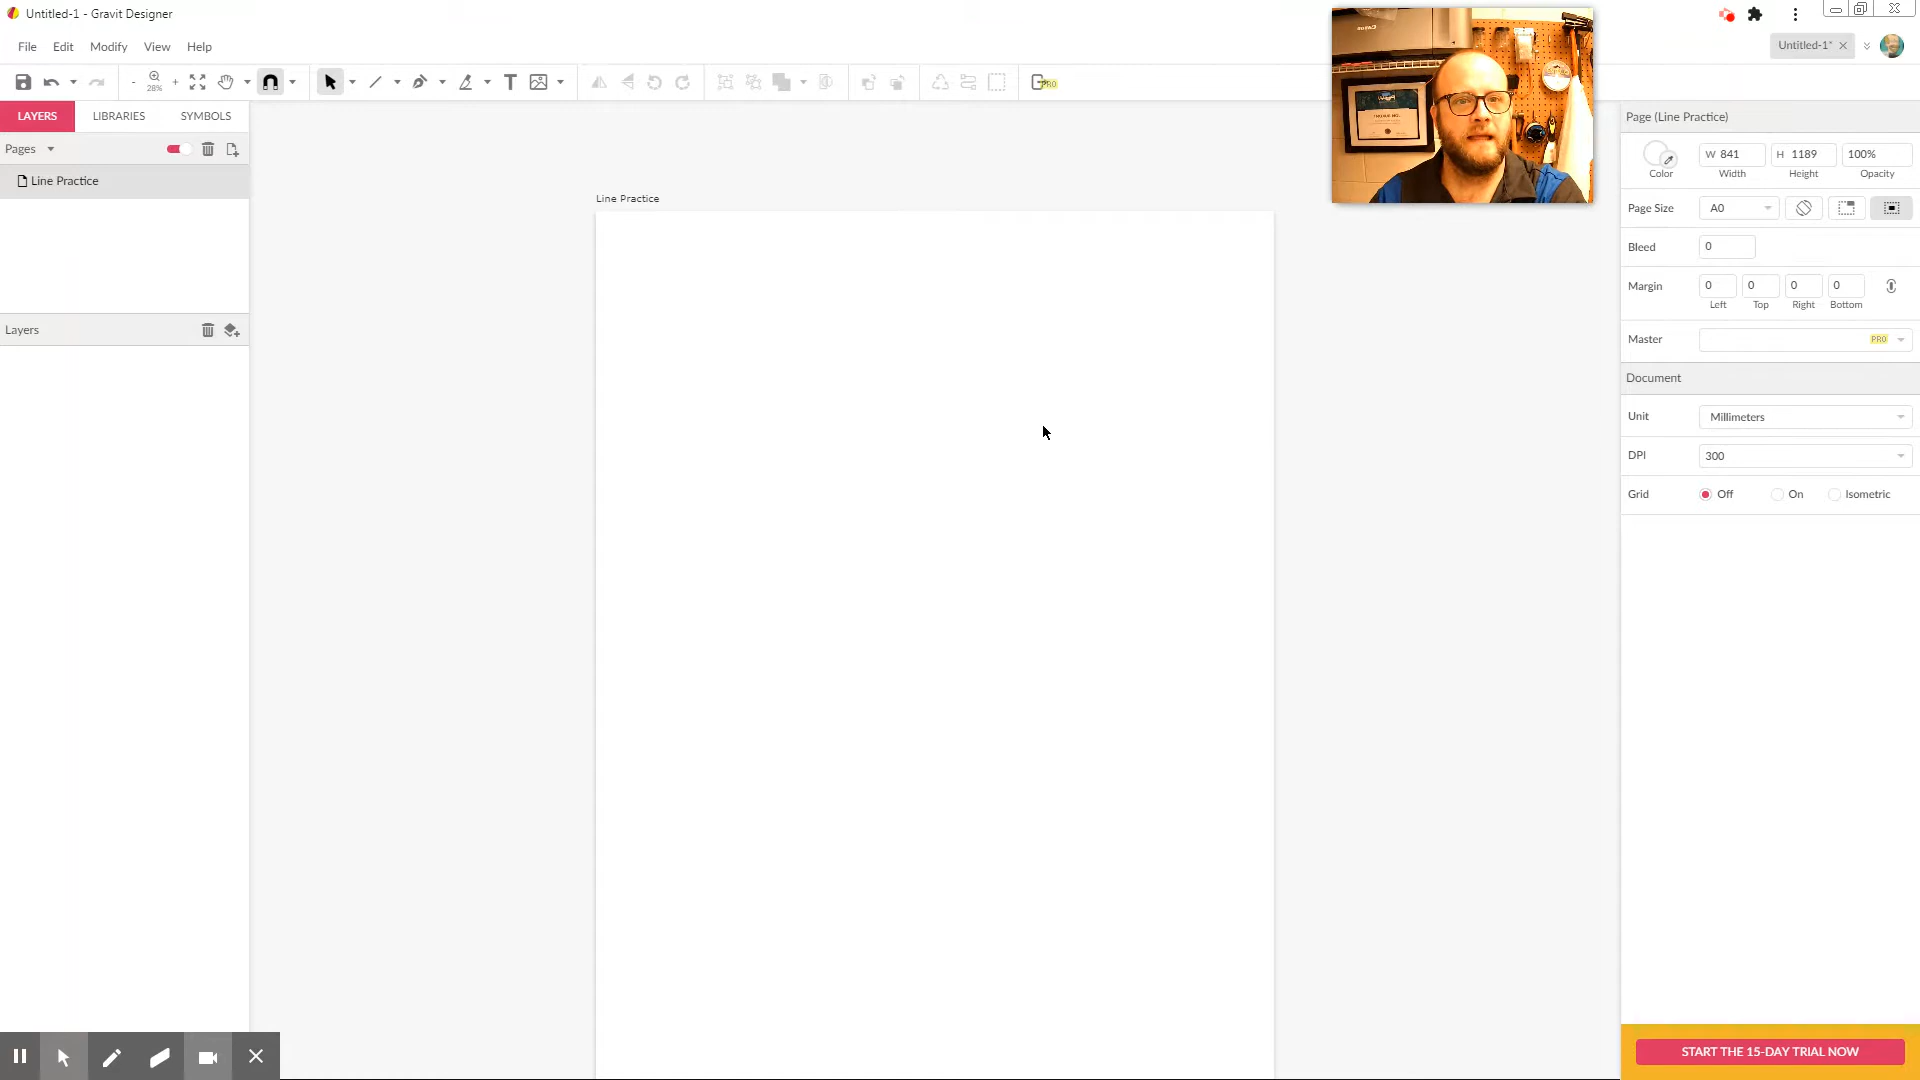 Untitled-1 - Gravit Designer
File Edit Modify View Help
Untitled-1*
28%
PRO
LAYERS LIBRARIES SYMBOLS
Pages
Line Practice
Layers
Line Practice
Canon
Page (Line Practice)
W 841 H 1189 100%
Color Width Height Opacity
Page Size A0
Bleed 0
Margin 0 0 0 0
Left Top Right Bottom
Master PRO
Document
Unit Millimeters
DPI 300
Grid Off On Isometric
START THE 15-DAY TRIAL NOW